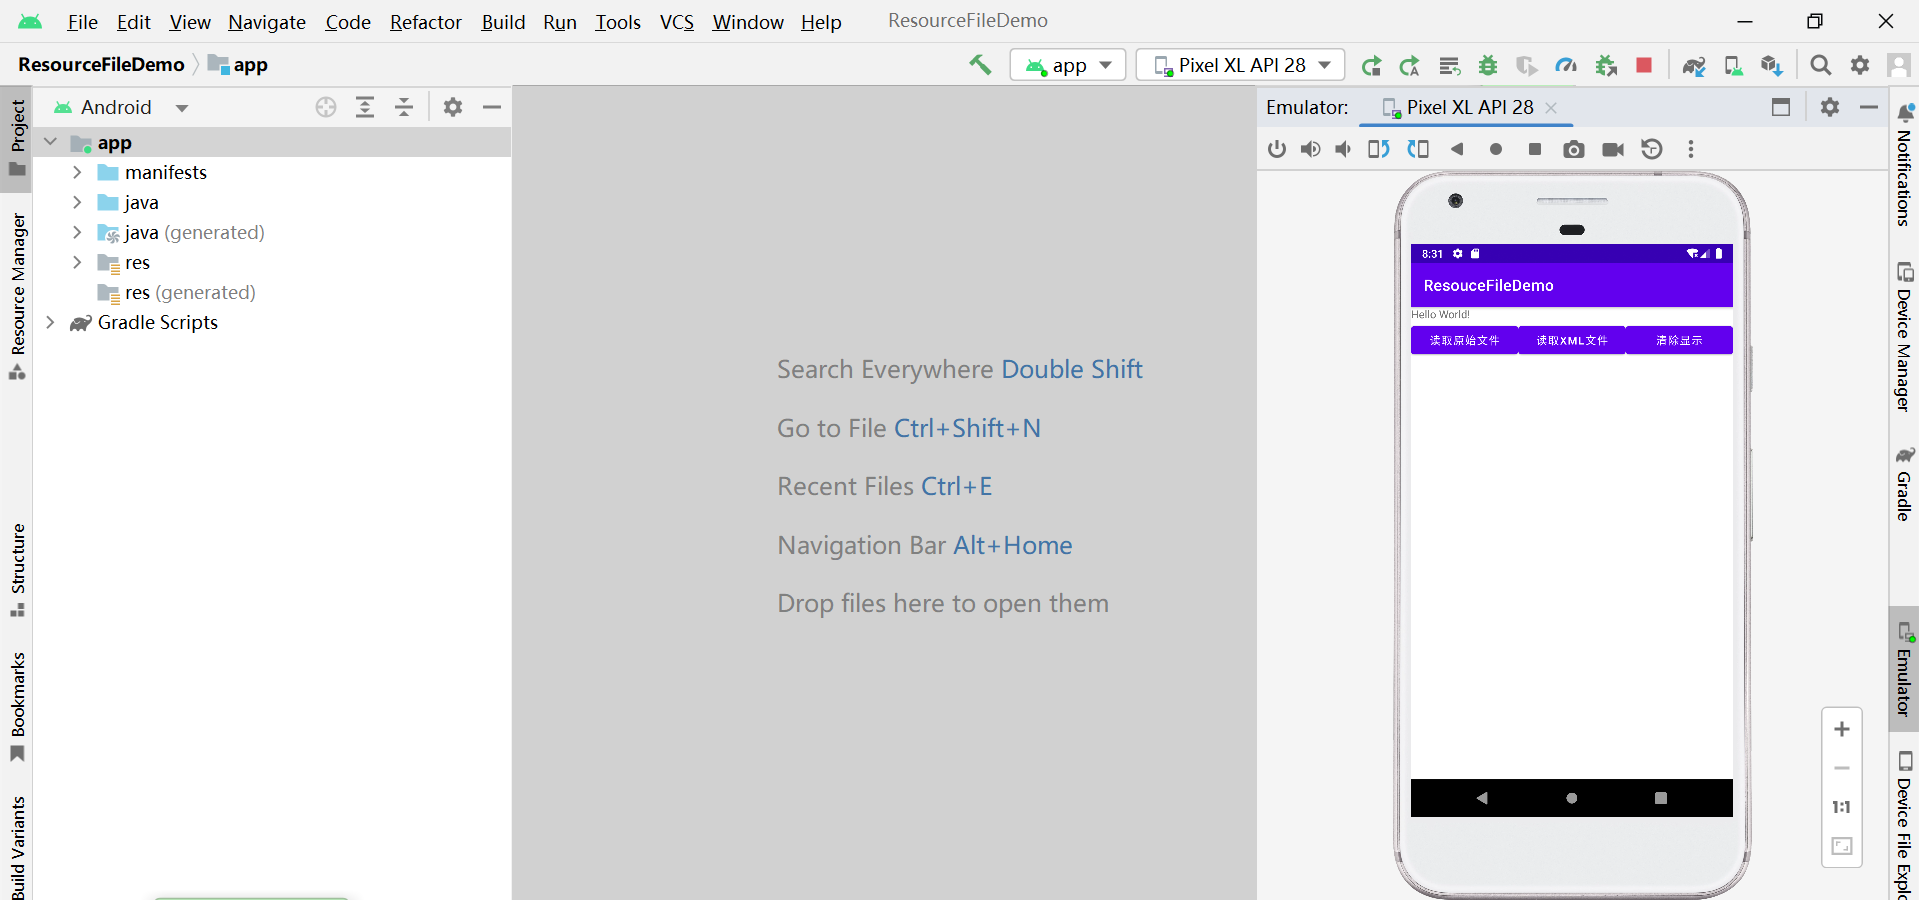 File Edit View Navigate Code Refactor Build Run Tools VCS Window Help ResourceFileDemo
ResourceFileDemo app
app Pixel XL API 28
Project
Resource Manager
Structure
Bookmarks
Build Variants
Android
app
manifests
java
java (generated)
res
res (generated)
Gradle Scripts
Search Everywhere Double Shift
Go to File Ctrl+Shift+N
Recent Files Ctrl+E
Navigation Bar Alt+Home
Drop files here to open them
Emulator: Pixel XL API 28
8:31
ResouceFileDemo
Hello World!
读取原始文件 读取XML文件 清除显示
1:1
Notifications
Device Manager
Gradle
Emulator
Device File Explo